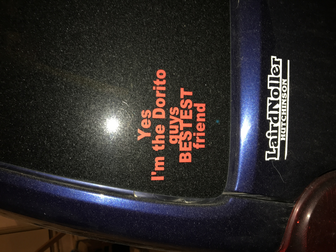 Yes
I'm the Dorito
guys
BESTEST
friend
LairdNoller
HUTCHINSON